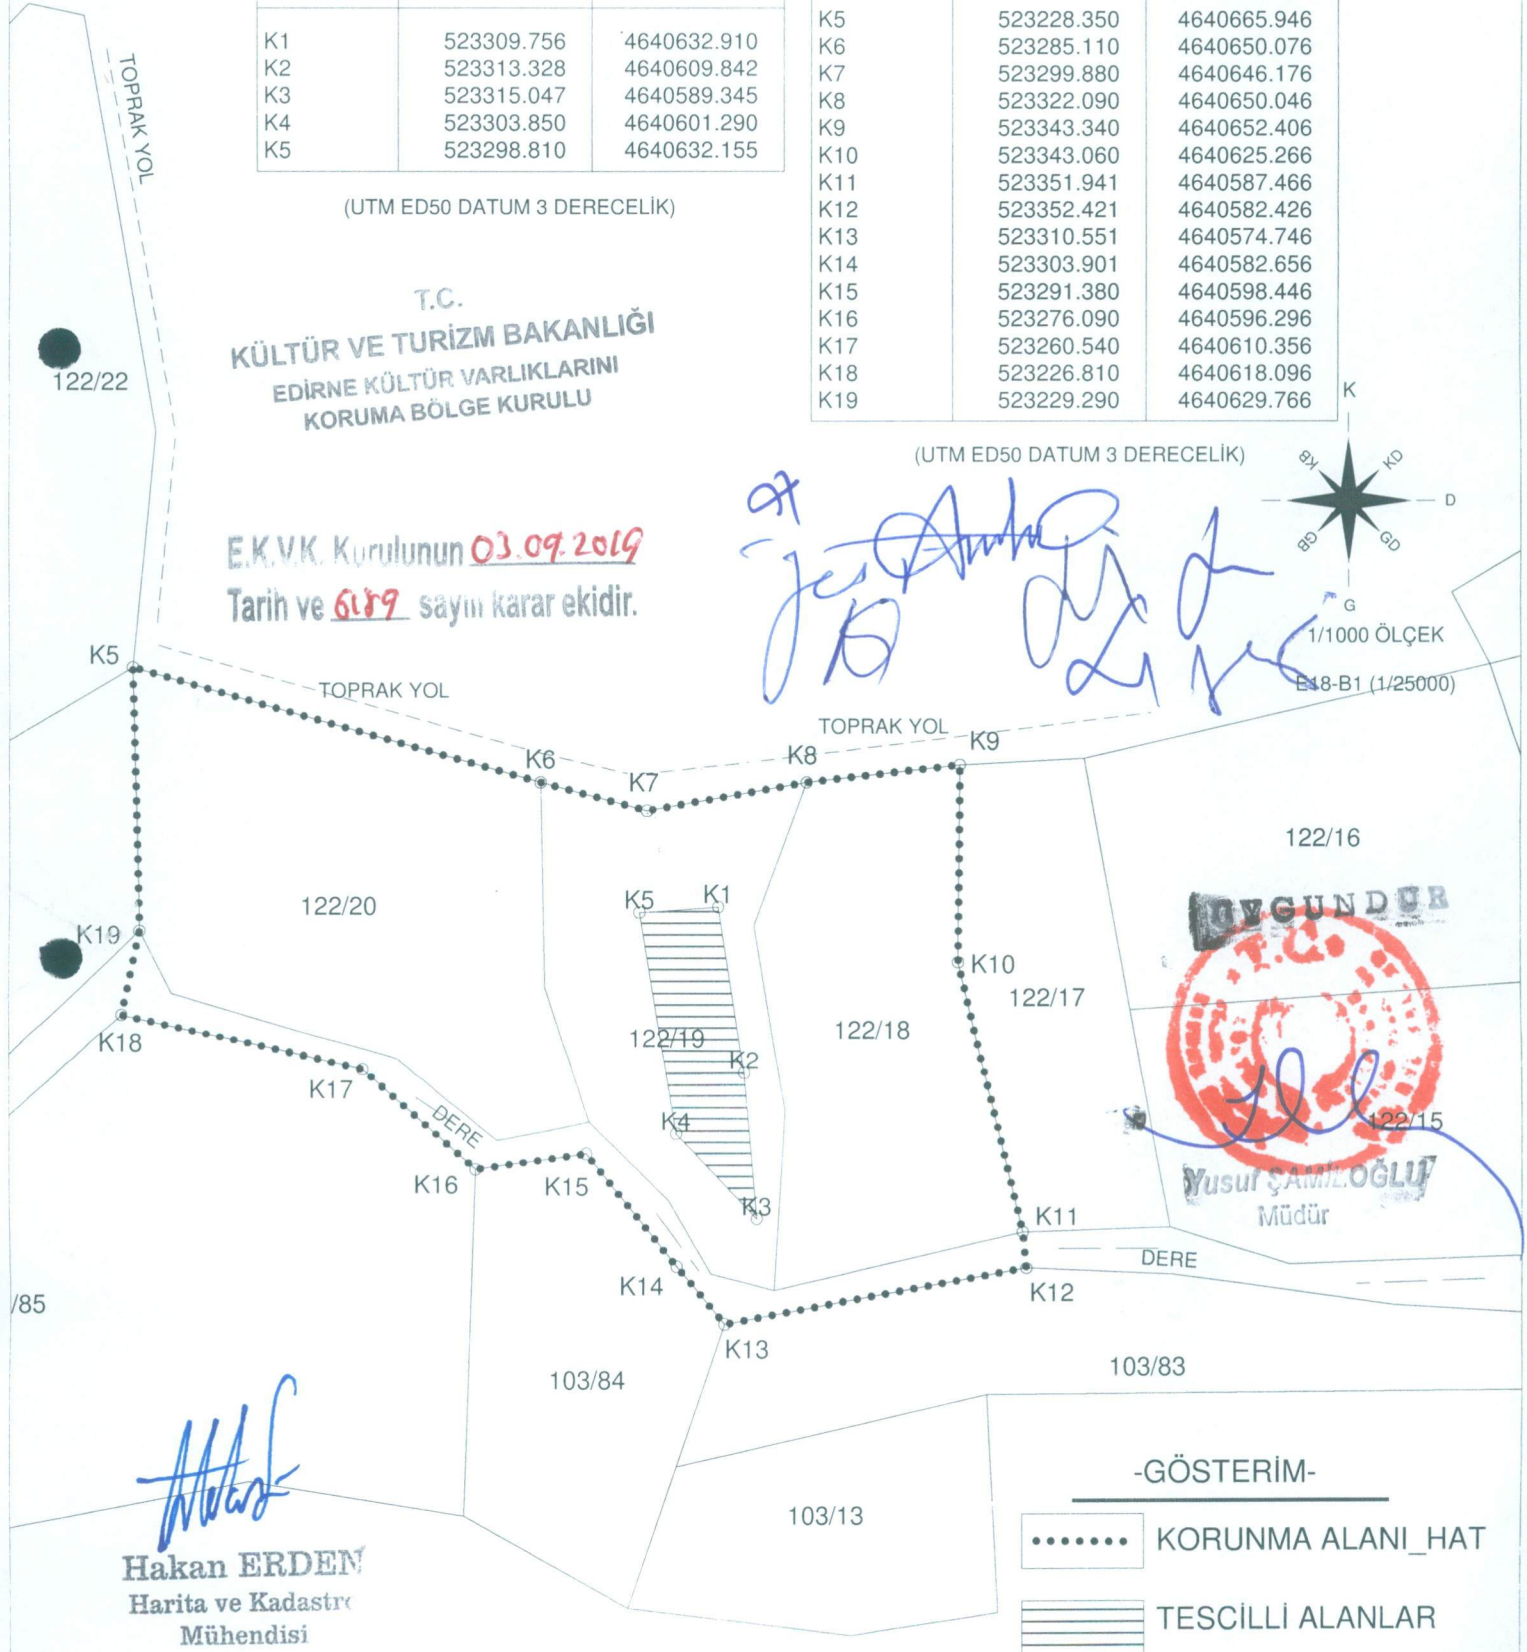 K1 523309.756 4640632.910
K2 523313.328 4640609.842
K3 523315.047 4640589.345
K4 523303.850 4640601.290
K5 523298.810 4640632.155
(UTM ED50 DATUM 3 DERECELİK)
K5 523228.350 4640665.946
K6 523285.110 4640650.076
K7 523299.880 4640646.176
K8 523322.090 4640650.046
K9 523343.340 4640652.406
K10 523343.060 4640625.266
K11 523351.941 4640587.466
K12 523352.421 4640582.426
K13 523310.551 4640574.746
K14 523303.901 4640582.656
K15 523291.380 4640598.446
K16 523276.090 4640596.296
K17 523260.540 4640610.356
K18 523226.810 4640618.096
K19 523229.290 4640629.766
(UTM ED50 DATUM 3 DERECELİK)
TOPRAK YOL
122/22
T.C.
KÜLTÜR VE TURİZM BAKANLIĞI
EDİRNE KÜLTÜR VARLIKLARINI
KORUMA BÖLGE KURULU
E.K.V.K. Kurulunun 03.09.2019
Tarih ve 6189 sayılı karar ekidir.
K
KB
KD
D
GB
GD
G
1/1000 ÖLÇEK
E18-B1 (1/25000)
K5
TOPRAK YOL
TOPRAK YOL
K6
K7
K8
K9
122/16
122/20
K5
K1
UYGUNDUR
T.C.
K19
K10
122/17
K18
122/19
122/18
K2
K17
DERE
K4
122/15
K16
K15
Yusuf ŞAMİLOĞLU
Müdür
K3
K11
DERE
K14
K12
/85
K13
103/84
103/83
103/13
Hakan ERDEN
Harita ve Kadastro
Mühendisi
-GÖSTERİM-
KORUNMA ALANI_HAT
TESCİLLİ ALANLAR